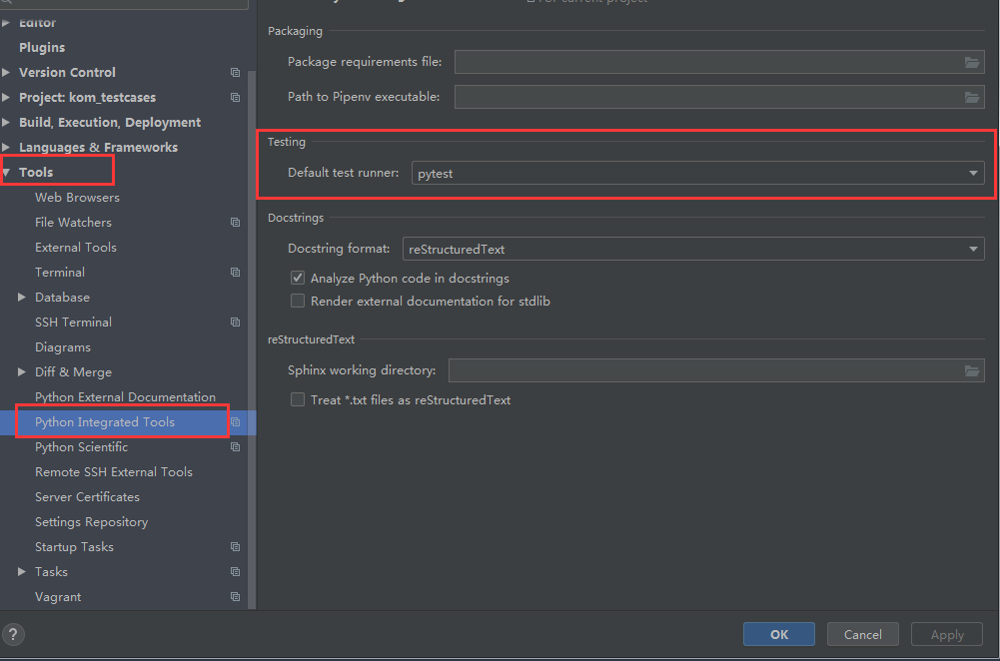 Editor
Plugins
Version Control
Project: kom_testcases
Build, Execution, Deployment
Languages & Frameworks
Tools
Web Browsers
File Watchers
External Tools
Terminal
Database
SSH Terminal
Diagrams
Diff & Merge
Python External Documentation
Python Integrated Tools
Python Scientific
Remote SSH External Tools
Server Certificates
Settings Repository
Startup Tasks
Tasks
Vagrant
For current project
Packaging
Package requirements file:
Path to Pipenv executable:
Testing
Default test runner: pytest
Docstrings
Docstring format: reStructuredText
Analyze Python code in docstrings
Render external documentation for stdlib
reStructuredText
Sphinx working directory:
Treat *.txt files as reStructuredText
?
OK Cancel Apply